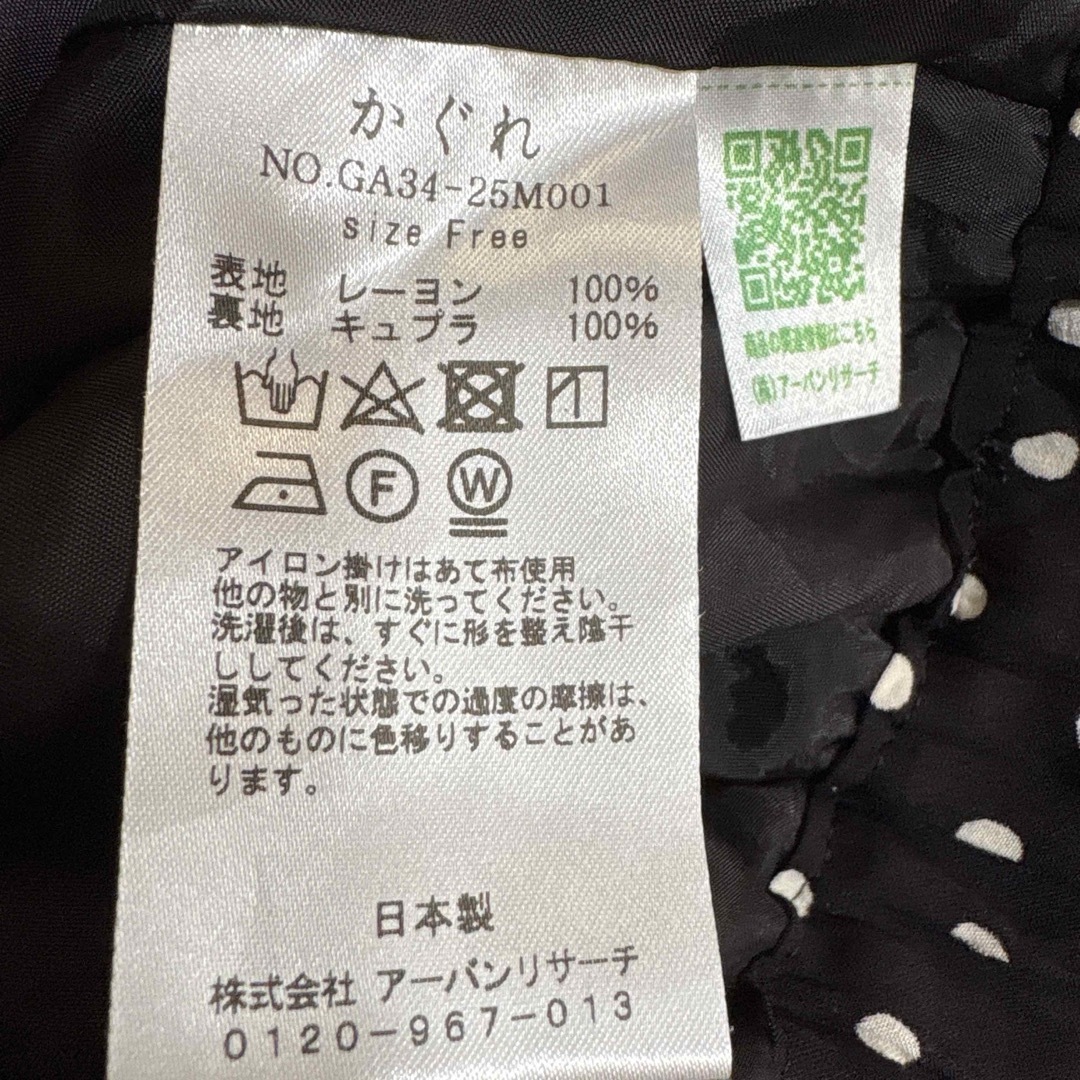 かぐれ
NO.GA34-25M001
size Free
表地 レーヨン 100%
裏地 キュプラ 100%
F W
アイロン掛けはあて布使用
他の物と別に洗ってください。
洗濯後は、すぐに形を整え陰干
ししてください。
湿気った状態での過度の摩擦は、
他のものに色移りすることがあ
ります。
日本製
株式会社 アーバンリサーチ
0120-967-013
商品の環境情報はこちら
(株)アーバンリサーチ